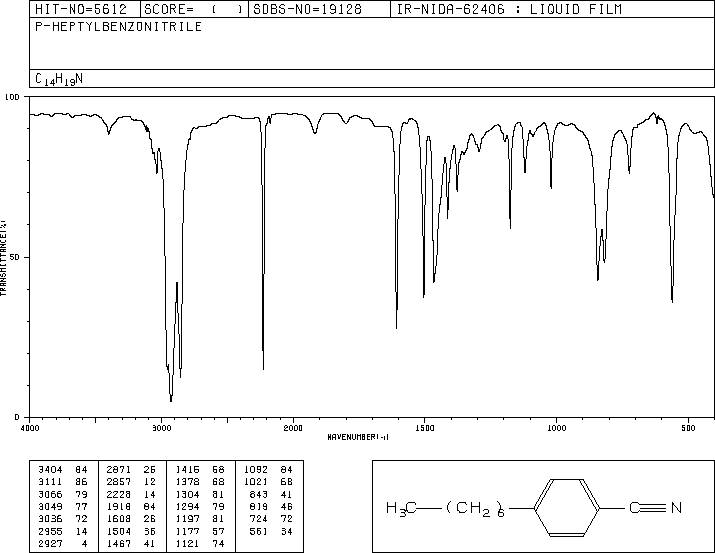 HIT-NO=5612 SCORE= ( ) SDBS-NO=19128 IR-NIDA-62406 : LIQUID FILM
P-HEPTYLBENZONITRILE
C14H19N
100
50
0
TRANSMITTANCE(%)
4000 3000 2000 1500 1000 500
WAVENUMBER(-1)
3404 84 2871 26 1415 68 1092 84
3111 86 2857 12 1378 68 1021 68
3066 79 2228 14 1304 81 843 41
3049 77 1918 84 1294 79 819 46
3036 72 1608 26 1197 81 724 72
2955 14 1504 36 1177 57 561 34
2927 4 1467 41 1121 74
H3C (CH2)6 C N